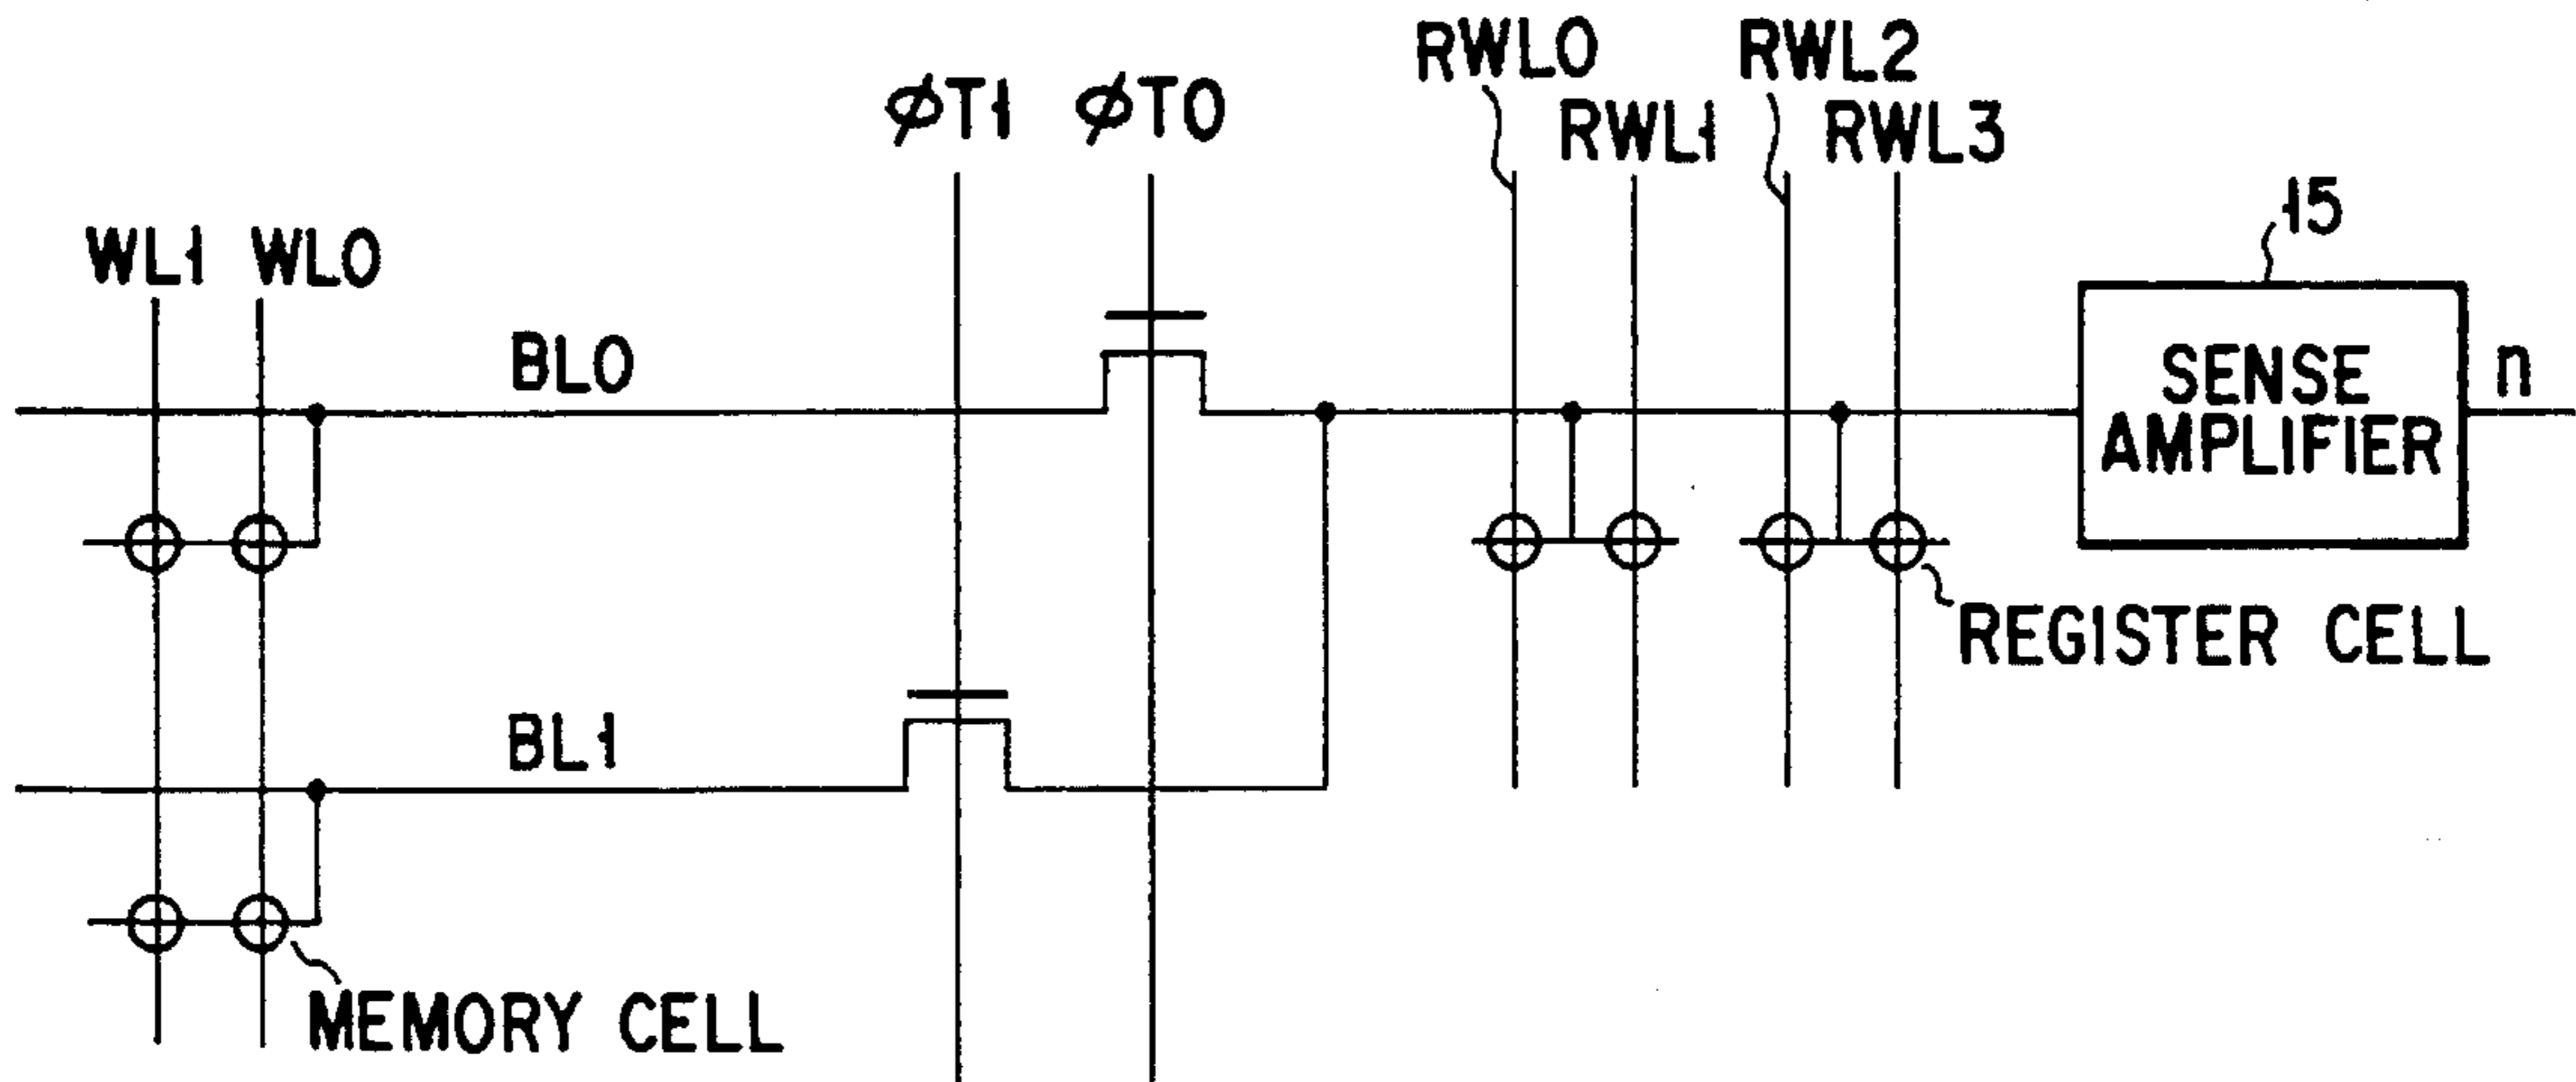 RWL0
RWL2
φT1
φT0
RWL1
RWL3
15
WL1
WL0
BL0
SENSE
AMPLIFIER
n
REGISTER CELL
BL1
MEMORY CELL